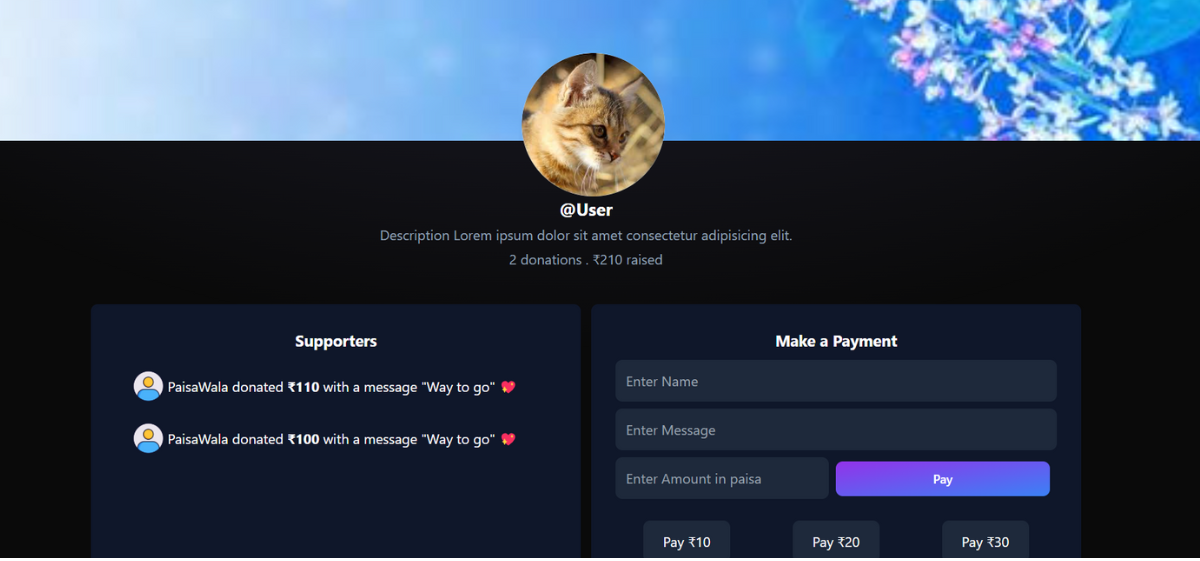 @User
Description Lorem ipsum dolor sit amet consectetur adipisicing elit.
2 donations . ₹210 raised
Supporters
PaisaWala donated ₹110 with a message "Way to go" 💖
PaisaWala donated ₹100 with a message "Way to go" 💖
Make a Payment
Enter Name
Enter Message
Enter Amount in paisa
Pay
Pay ₹10
Pay ₹20
Pay ₹30